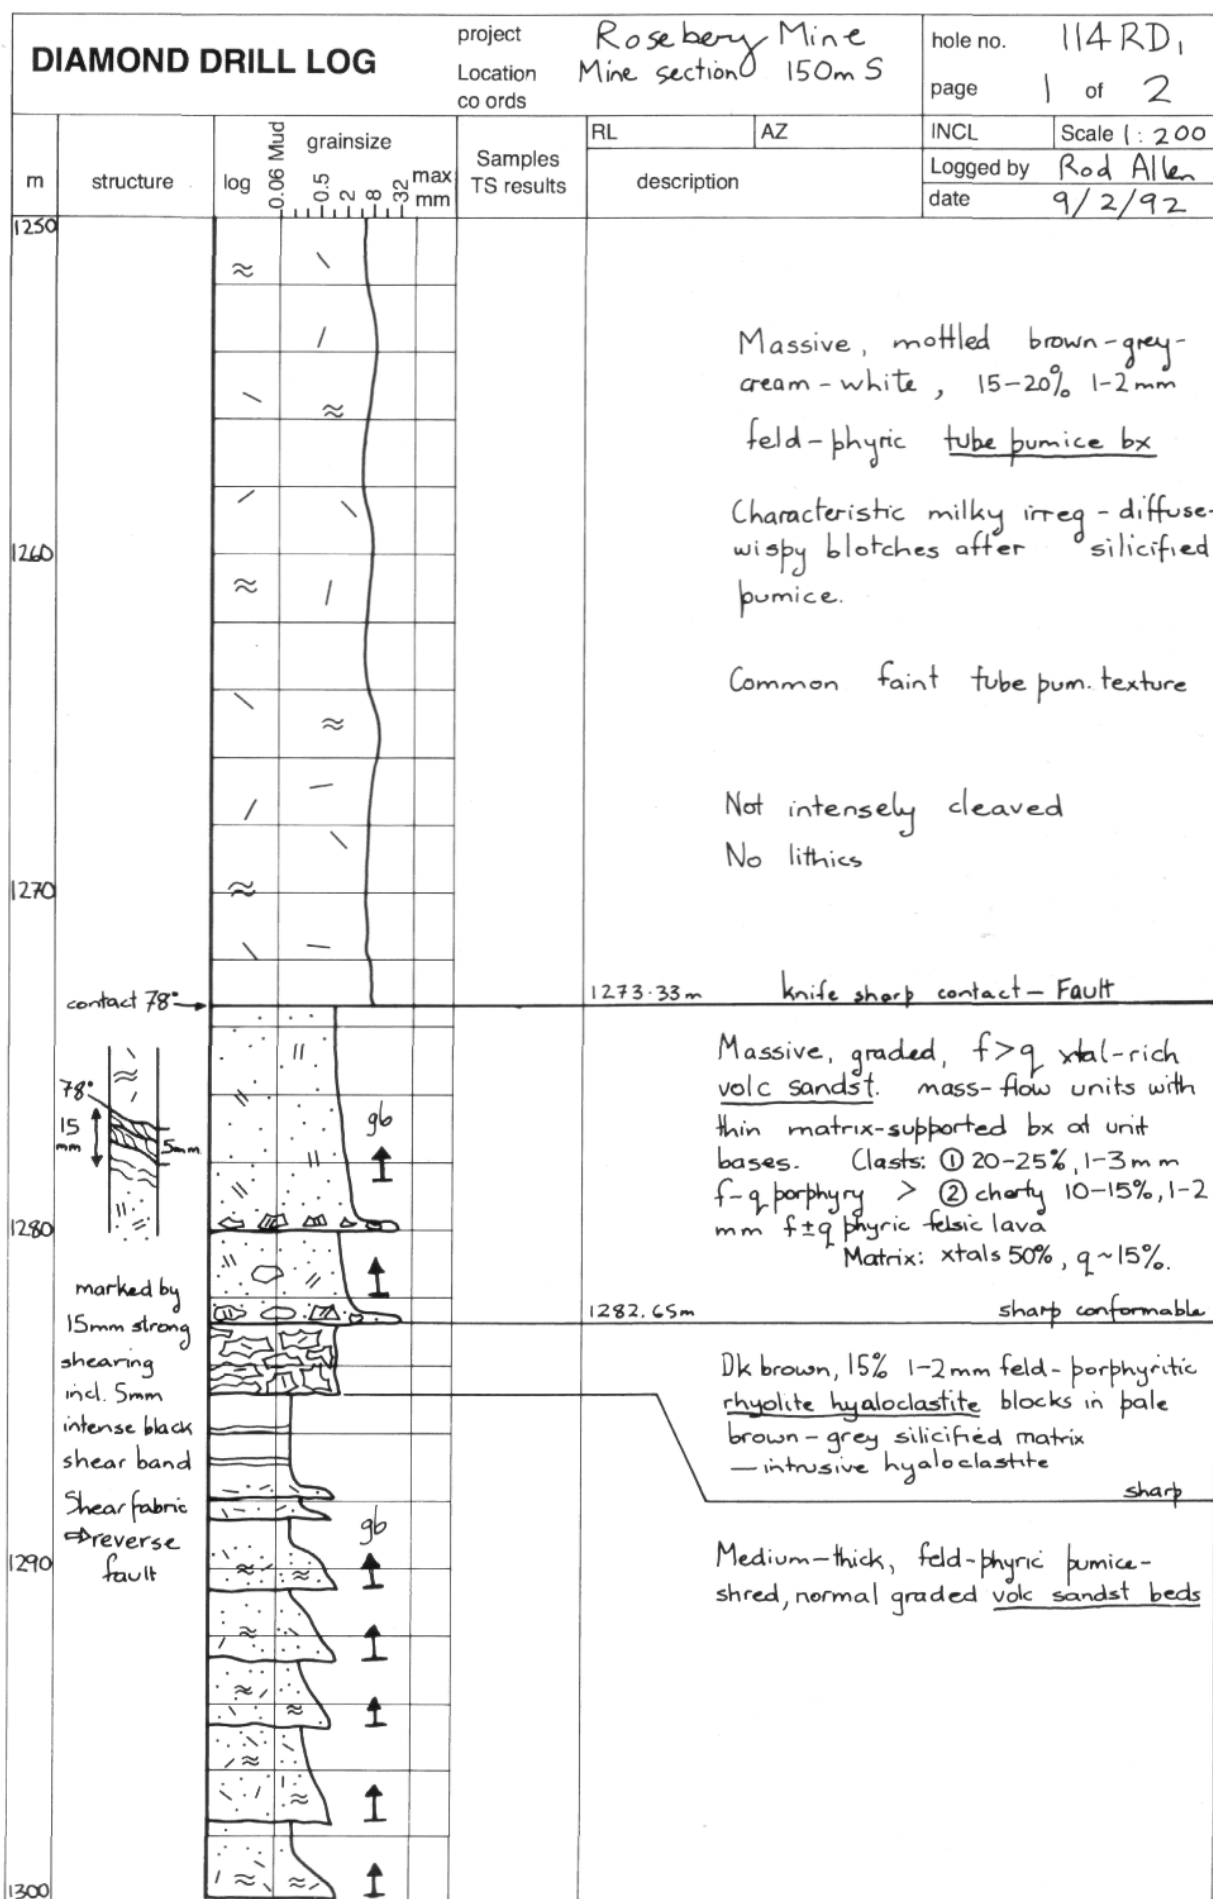 DIAMOND DRILL LOG
project Rosebery Mine
Location Mine section 150m S
co ords
hole no. 114 RD1
page 1 of 2
RL AZ INCL Scale 1:200
Logged by Rod Allen
date 9/2/92
m structure log grainsize
0.06 Mud 0.5 2 8 32 max mm
Samples
TS results
description
1250
Massive, mottled brown-grey-
cream-white, 15-20% 1-2mm
feld-phyric tube pumice bx
Characteristic milky irreg-diffuse-
wispy blotches after silicified
pumice.
1260
Common faint tube pum. texture
Not intensely cleaved
No lithics
1270
contact 78°
1273.33m knife sharp contact - Fault
78°
15
mm
5mm
gb
Massive, graded, f>q xtal-rich
volc sandst. mass-flow units with
thin matrix-supported bx at unit
bases. Clasts: ① 20-25%, 1-3mm
f-q porphyry > ② cherty 10-15%, 1-2
mm f±q phyric felsic lava
Matrix: xtals 50%, q~15%.
1280
1282.65m sharp conformable
marked by
15mm strong
shearing
incl. 5mm
intense black
shear band
Shear fabric
⇨reverse
fault
Dk brown, 15% 1-2mm feld-porphyritic
rhyolite hyaloclastite blocks in pale
brown-grey silicified matrix
- intrusive hyaloclastite
sharp
gb
1290
Medium-thick, feld-phyric pumice-
shred, normal graded volc sandst beds
1300